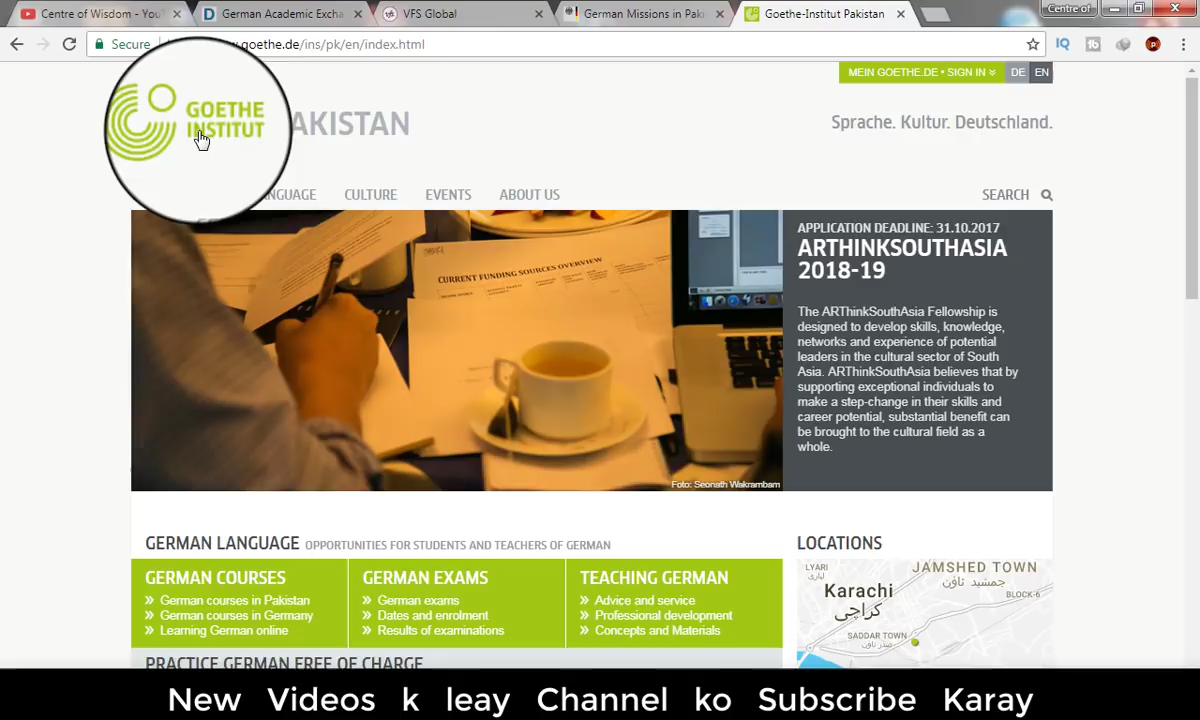 Centre of Wisdom - You
German Academic Excha
VFS Global
German Missions in Paki
Goethe-Institut Pakistan
Centre of
Secure
.goethe.de/ins/pk/en/index.html
MEIN GOETHE.DE • SIGN IN
DE
EN
GOETHE
INSTITUT
AKISTAN
Sprache. Kultur. Deutschland.
NGUAGE
CULTURE
EVENTS
ABOUT US
SEARCH
CURRENT FUNDING SOURCES OVERVIEW
Foto: Seonath Wakrambam
APPLICATION DEADLINE: 31.10.2017
ARTHINKSOUTHASIA
2018-19
The ARThinkSouthAsia Fellowship is
designed to develop skills, knowledge,
networks and experience of potential
leaders in the cultural sector of South
Asia. ARThinkSouthAsia believes that by
supporting exceptional individuals to
make a step-change in their skills and
career potential, substantial benefit can
be brought to the cultural field as a
whole.
GERMAN LANGUAGE OPPORTUNITIES FOR STUDENTS AND TEACHERS OF GERMAN
GERMAN COURSES
» German courses in Pakistan
» German courses in Germany
» Learning German online
GERMAN EXAMS
» German exams
» Dates and enrolment
» Results of examinations
TEACHING GERMAN
» Advice and service
» Professional development
» Concepts and Materials
PRACTICE GERMAN FREE OF CHARGE
LOCATIONS
LYARI
لیاری
JAMSHED TOWN
جمشید ٹاؤن
BLOCK-6
Karachi
کراچی
SADDAR TOWN
صدر ٹاؤن
New Videos k leay Channel ko Subscribe Karay